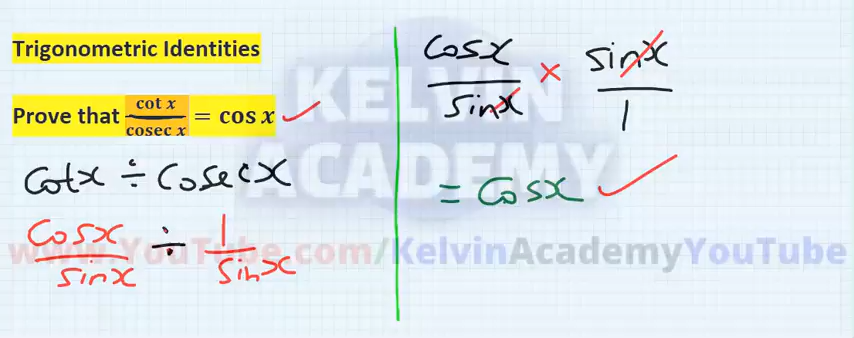 Trigonometric Identities
Prove that cot x / cosec x = cos x ✓
cotx ÷ cosecx
cosx / sinx ÷ 1 / sinx
cosx / sinx × sinx / 1
= cosx ✓
KELVIN
ACADEMY
www.YouTube.com/KelvinAcademyYouTube